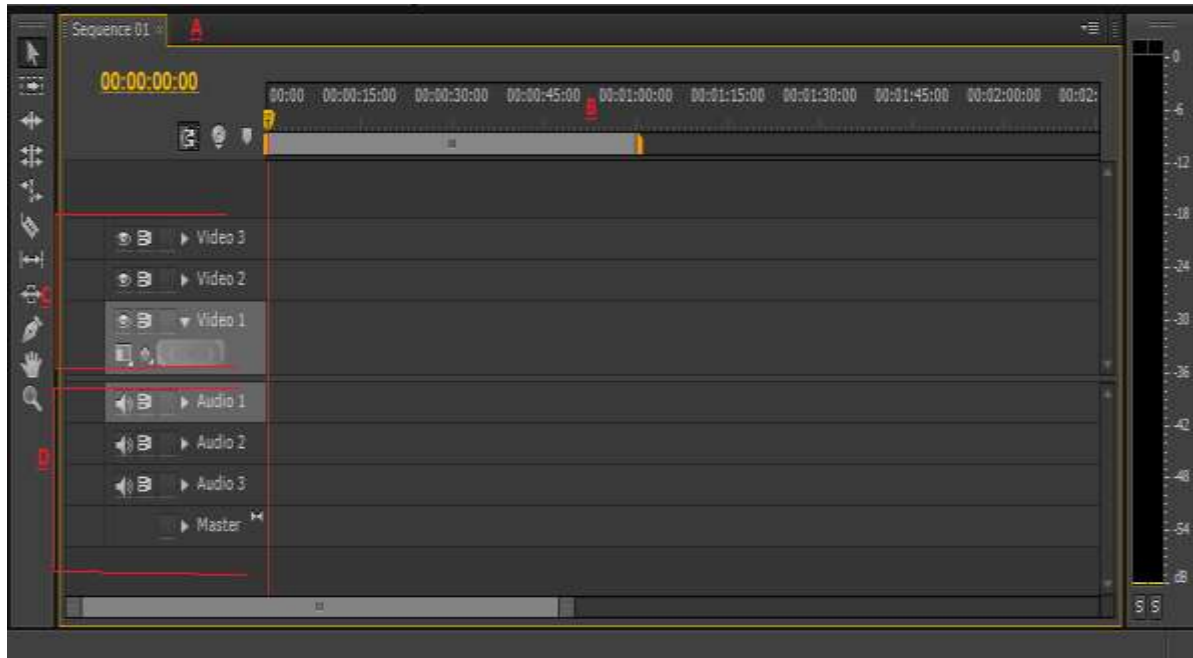 Sequence 01 A
00:00:00:00
00:00 00:00:15:00 00:00:30:00 00:00:45:00 B 00:01:00:00 00:01:15:00 00:01:30:00 00:01:45:00 00:02:00:00 00:02:
Video 3
Video 2
C
Video 1
Audio 1
Audio 2
D
Audio 3
Master
0
-6
-12
-18
-24
-30
-36
-42
-48
-54
dB
S S